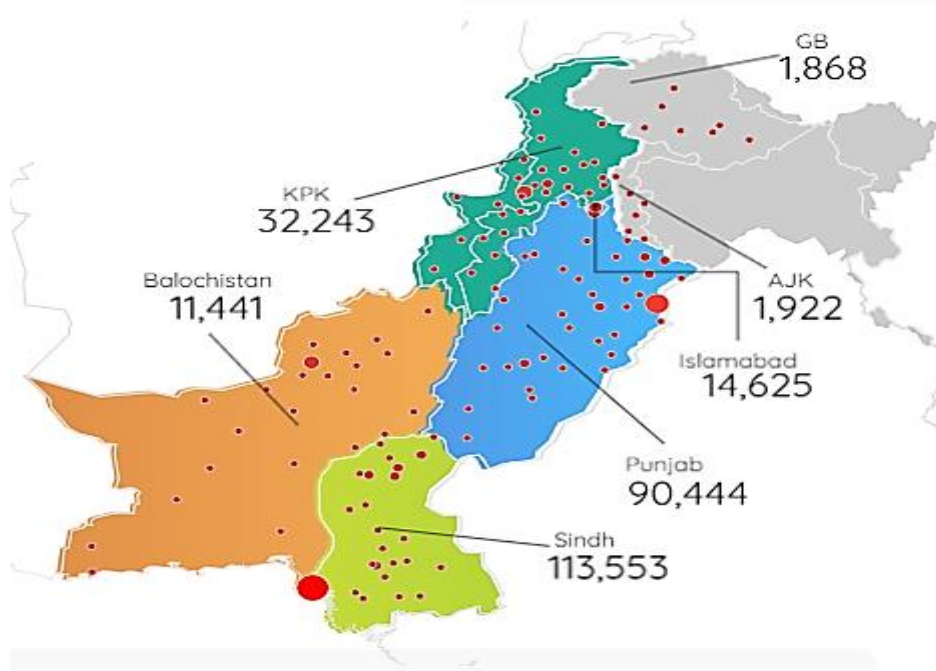 GB
1,868
KPK
32,243
Balochistan
11,441
AJK
1,922
Islamabad
14,625
Punjab
90,444
Sindh
113,553